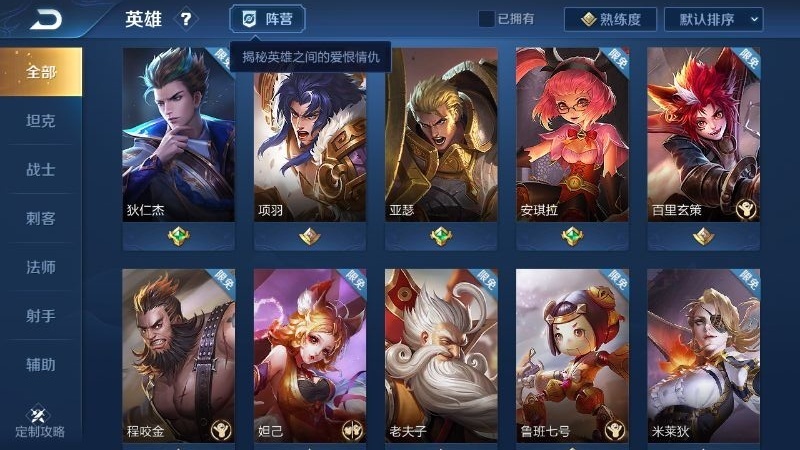 英雄 ? 阵营 已拥有 熟练度 默认排序
揭秘英雄之间的爱恨情仇
全部
坦克
战士
刺客
法师
射手
辅助
定制攻略
限免
狄仁杰
项羽
亚瑟
限免
安琪拉
限免
百里玄策
程咬金
限免
妲己
限免
老夫子
限免
鲁班七号
限免
米莱狄